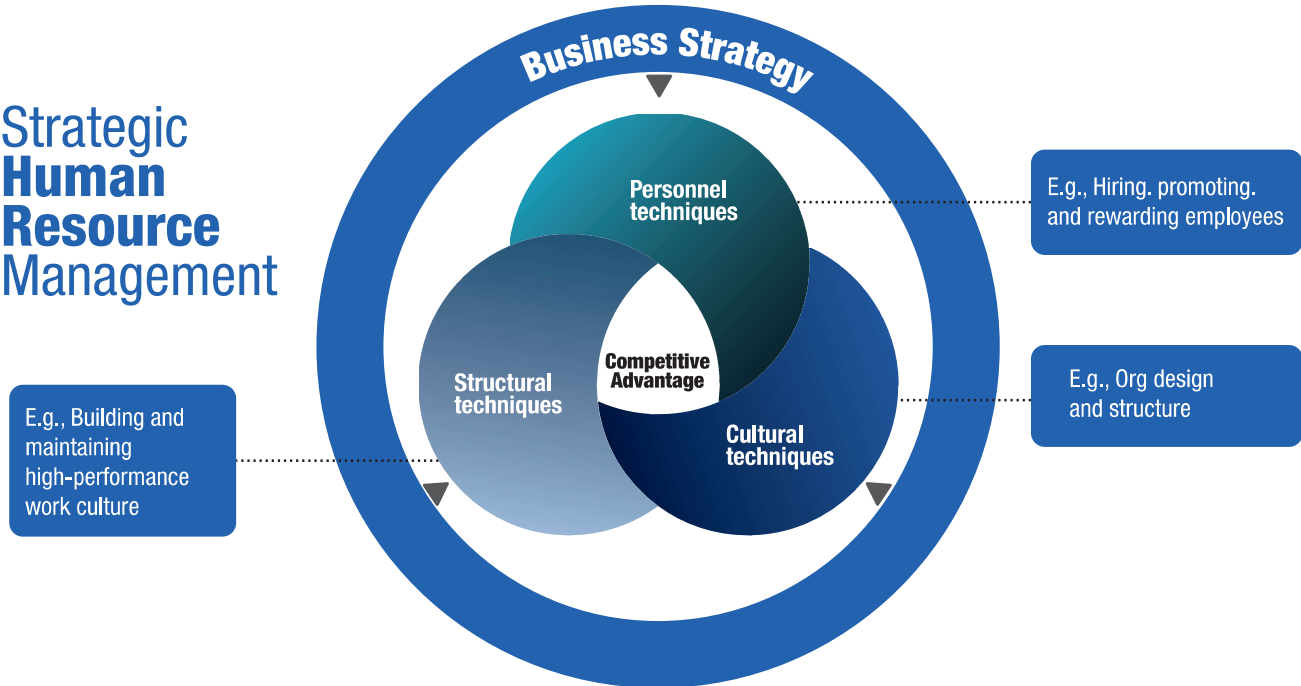 Strategic
Human
Resource
Management
Business Strategy
Personnel
techniques
E.g., Hiring. promoting.
and rewarding employees
Structural
techniques
Competitive
Advantage
Cultural
techniques
E.g., Org design
and structure
E.g., Building and
maintaining
high-performance
work culture